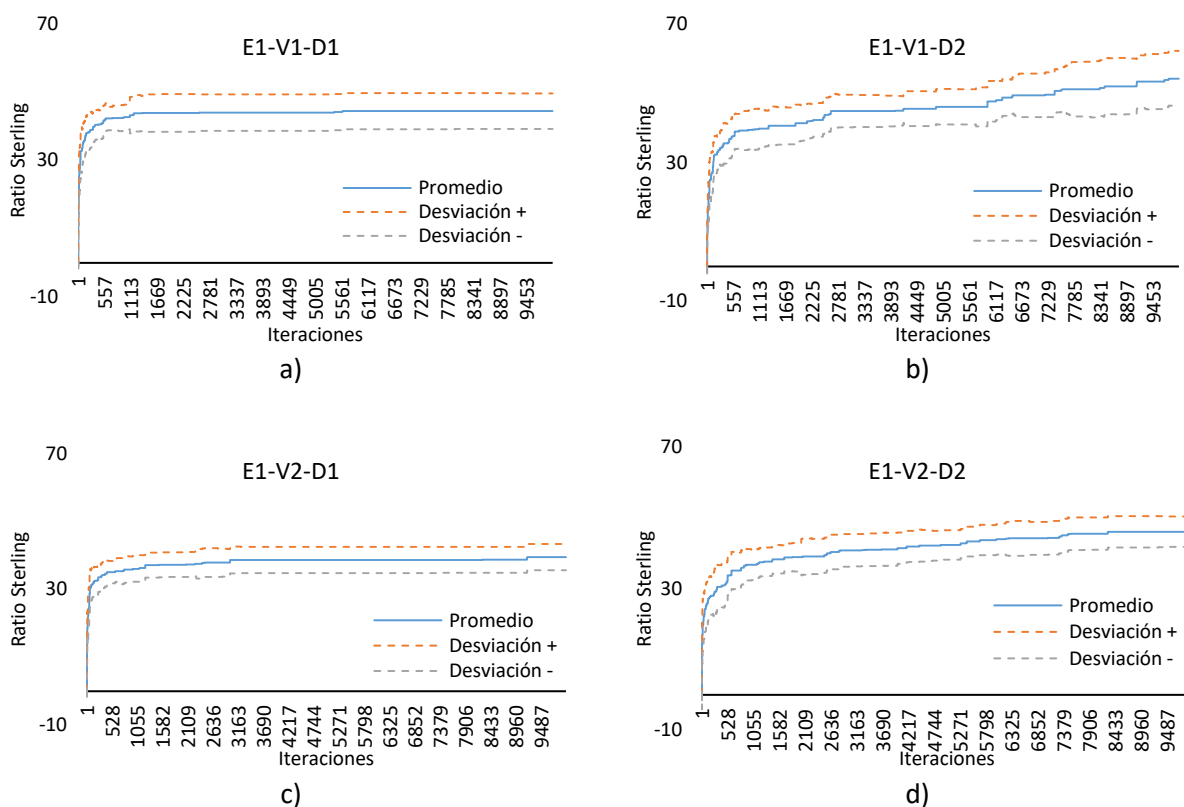 E1-V1-D1
70
30
-10
Ratio Sterling
Promedio
Desviación +
Desviación -
1 557 1113 1669 2225 2781 3337 3893 4449 5005 5561 6117 6673 7229 7785 8341 8897 9453
Iteraciones
a)
E1-V1-D2
70
30
-10
Ratio Sterling
Promedio
Desviación +
Desviación -
1 557 1113 1669 2225 2781 3337 3893 4449 5005 5561 6117 6673 7229 7785 8341 8897 9453
Iteraciones
b)
E1-V2-D1
70
30
-10
Ratio Sterling
Promedio
Desviación +
Desviación -
1 528 1055 1582 2109 2636 3163 3690 4217 4744 5271 5798 6325 6852 7379 7906 8433 8960 9487
Iteraciones
c)
E1-V2-D2
70
30
-10
Ratio Sterling
Promedio
Desviación +
Desviación -
1 528 1055 1582 2109 2636 3163 3690 4217 4744 5271 5798 6325 6852 7379 7906 8433 8960 9487
Iteraciones
d)